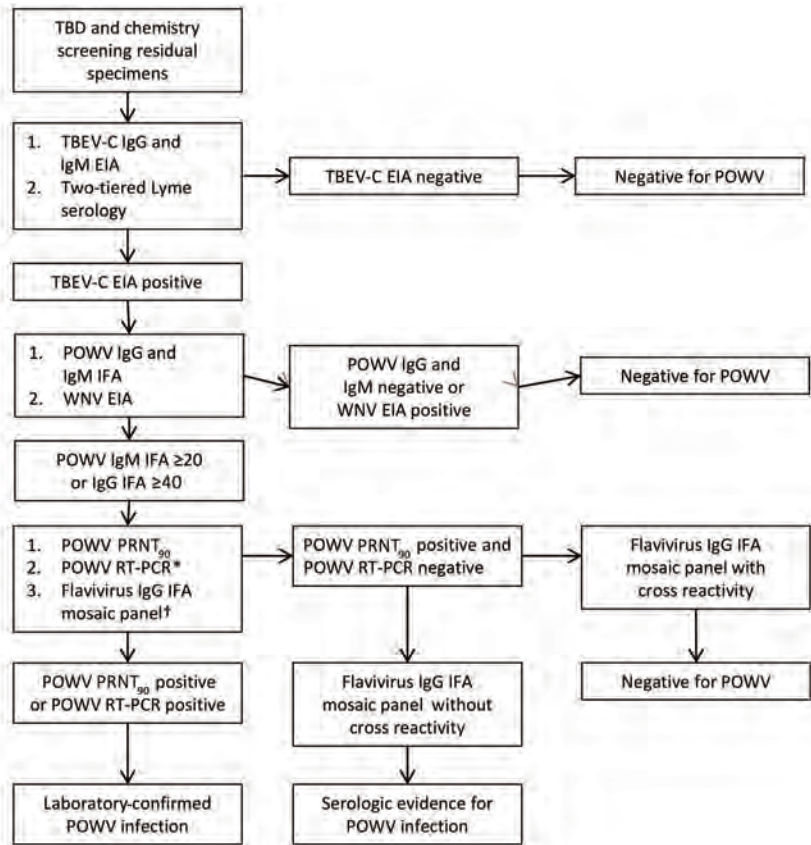 TBD and chemistry
screening residual
specimens
1. TBEV-C IgG and
IgM EIA
2. Two-tiered Lyme
serology
TBEV-C EIA negative
Negative for POWV
TBEV-C EIA positive
1. POWV IgG and
IgM IFA
2. WNV EIA
POWV IgG and
IgM negative or
WNV EIA positive
Negative for POWV
POWV IgM IFA ≥20
or IgG IFA ≥40
1. POWV PRNT90
2. POWV RT-PCR*
3. Flavivirus IgG IFA
mosaic panel†
POWV PRNT90 positive and
POWV RT-PCR negative
Flavivirus IgG IFA
mosaic panel with
cross reactivity
POWV PRNT90 positive
or POWV RT-PCR positive
Flavivirus IgG IFA
mosaic panel without
cross reactivity
Negative for POWV
Laboratory-confirmed
POWV infection
Serologic evidence for
POWV infection